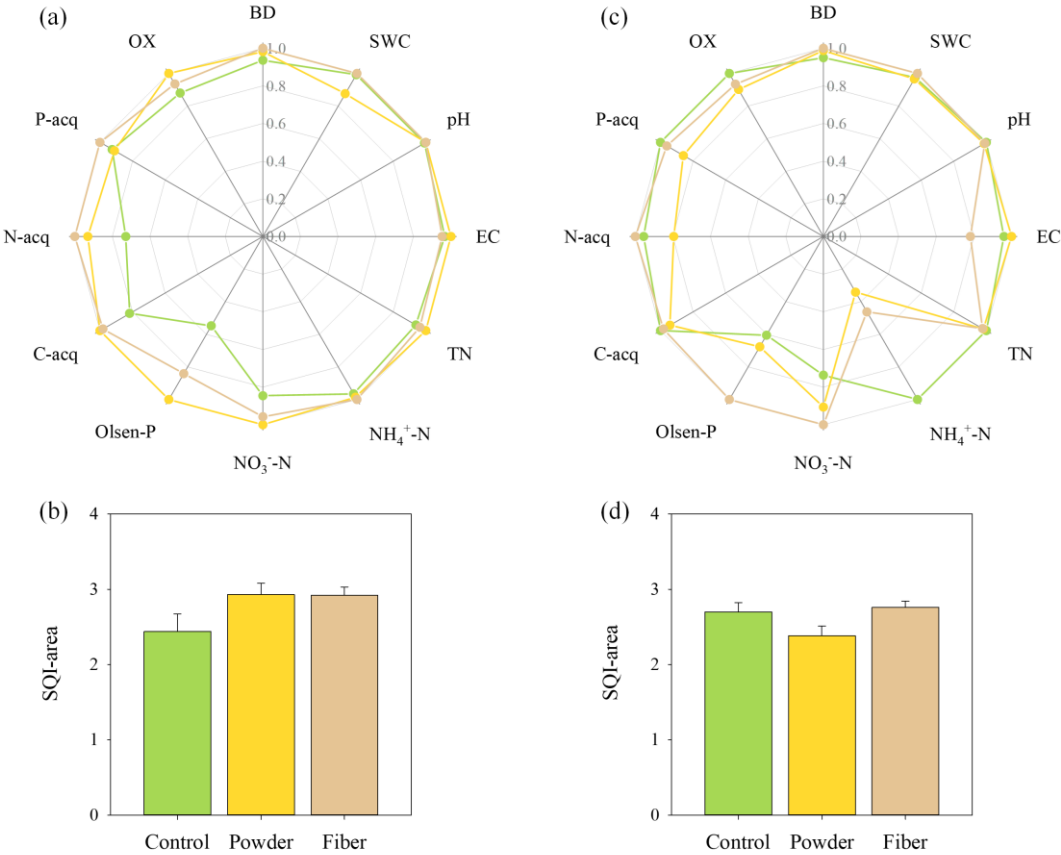 (a)
BD
OX
SWC
P-acq
pH
N-acq
EC
C-acq
TN
Olsen-P
NH₄⁺-N
NO₃⁻-N
1.0
0.8
0.6
0.4
0.2
0.0
(c)
BD
OX
SWC
P-acq
pH
N-acq
EC
C-acq
TN
Olsen-P
NH₄⁺-N
NO₃⁻-N
1.0
0.8
0.6
0.4
0.2
0.0
(b)
SQI-area
4
3
2
1
0
Control Powder Fiber
(d)
SQI-area
4
3
2
1
0
Control Powder Fiber